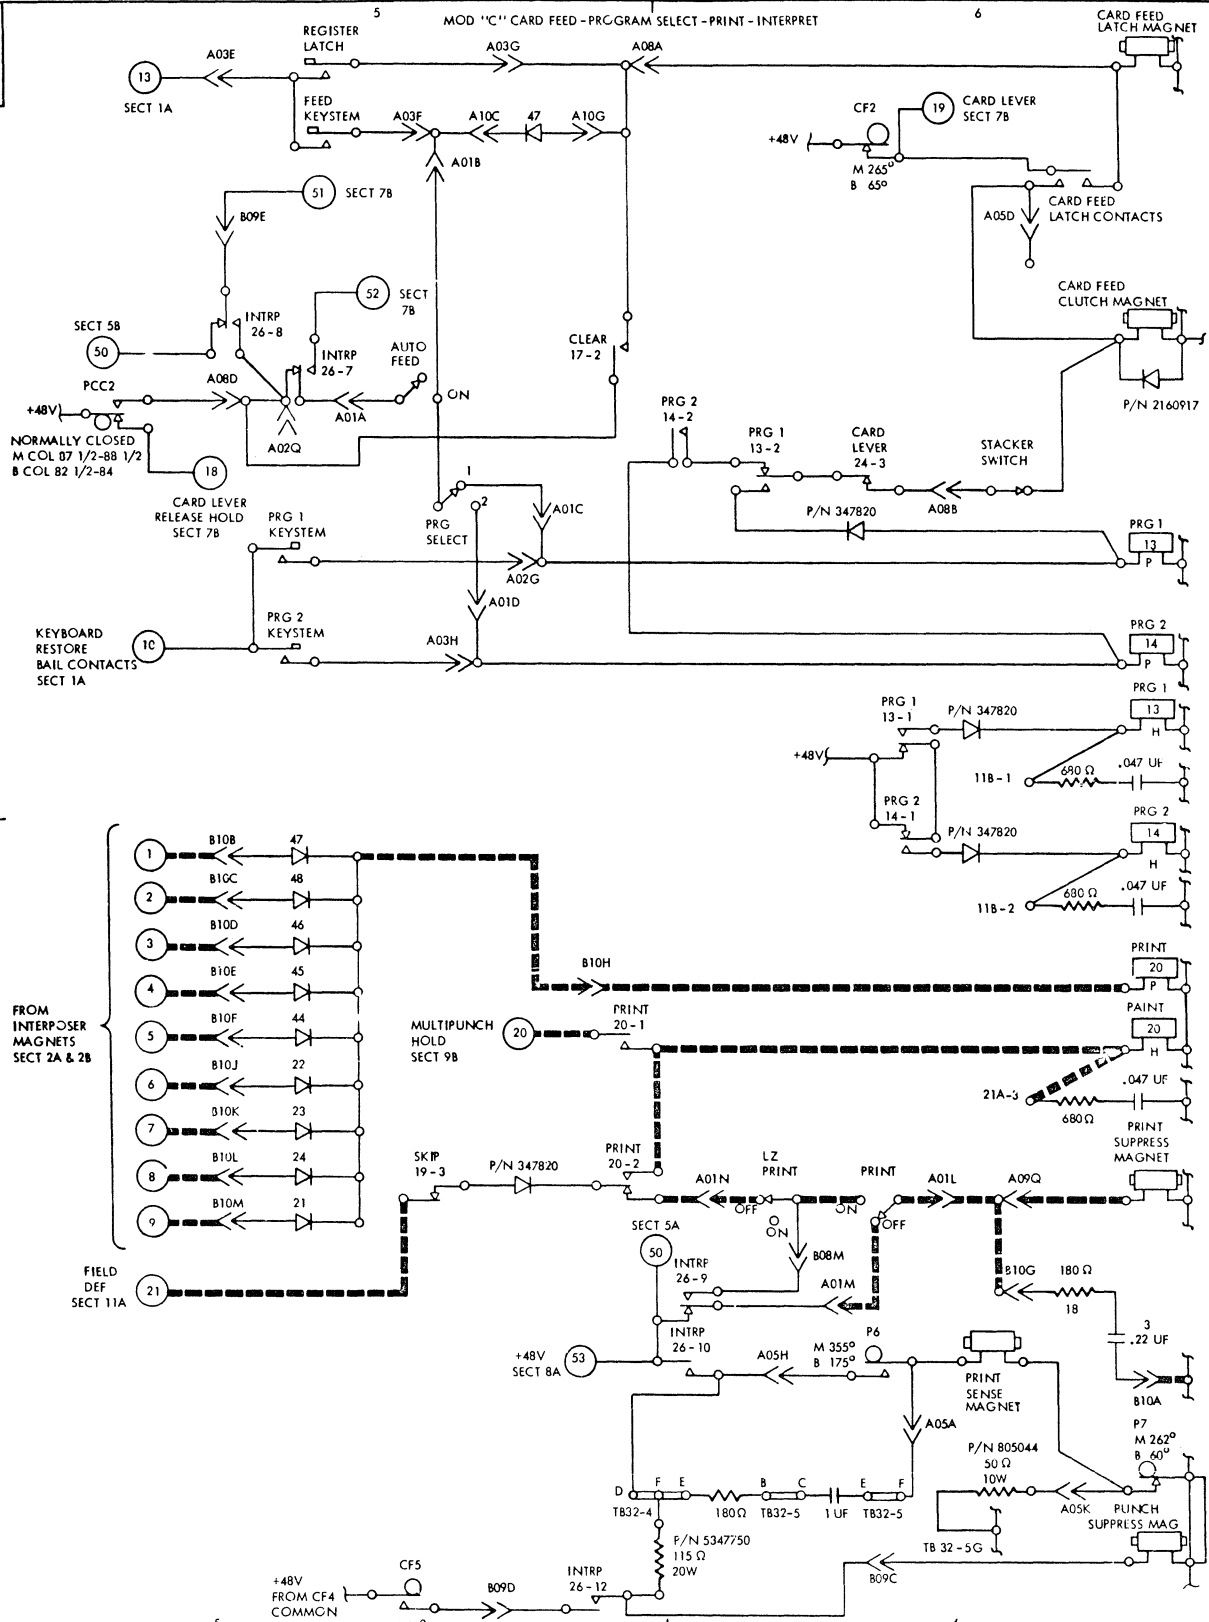 5
MOD "C" CARD FEED-PROGRAM SELECT-PRINT-INTERPRET
6
CARD FEED
LATCH MAGNET
REGISTER
LATCH
A03E
A03G
A08A
13
SECT 1A
FEED
KEYSTEM
A03F
A10C
47
A10G
CF2
19
CARD LEVER
SECT 7B
+48V
A01B
M 265°
B 65°
51
SECT 7B
A05D
CARD FEED
LATCH CONTACTS
B09E
52
SECT
7B
CARD FEED
CLUTCH MAGNET
SECT 5B
50
INTRP
26-8
INTRP
26-7
AUTO
FEED
CLEAR
17-2
PCC2
A08D
ON
A01A
P/N 2160917
+48V
NORMALLY CLOSED
M COL 87 1/2-88 1/2
B COL 82 1/2-84
A02Q
PRG 2
14-2
PRG 1
13-2
CARD
LEVER
24-3
STACKER
SWITCH
18
CARD LEVER
RELEASE HOLD
SECT 7B
1
2
PRG
SELECT
A01C
P/N 347820
A08B
PRG 1
KEYSTEM
PRG 1
13
P
A02G
A01D
PRG 2
KEYSTEM
KEYBOARD
RESTORE
BAIL CONTACTS
SECT 1A
10
A03H
PRG 2
14
P
PRG 1
13-1
P/N 347820
PRG 1
13
H
+48V
11B-1
680 Ω
.047 UF
PRG 2
14-1
P/N 347820
PRG 2
14
H
11B-2
680 Ω
.047 UF
FROM
INTERPOSER
MAGNETS
SECT 2A & 2B
1
B10B
47
2
B10C
48
3
B10D
46
4
B10E
45
5
B10F
44
6
B10J
22
7
B10K
23
8
B10L
24
9
B10M
21
B10H
PRINT
20
P
MULTIPUNCH
HOLD
SECT 9B
20
PRINT
20-1
PAINT
20
H
21A-3
680Ω
.047 UF
PRINT
SUPPRESS
MAGNET
SKIP
19-3
P/N 347820
PRINT
20-2
A01N
LZ
PRINT
OFF
ON
PRINT
ON
OFF
A01L
A09Q
FIELD
DEF
SECT 11A
21
SECT 5A
50
INTRP
26-9
B08M
A01M
B10G
180 Ω
18
INTRP
26-10
3
.22 UF
+48V
SECT 8A
53
A05H
M 355°
B 175°
P6
PRINT
SENSE
MAGNET
B10A
A05A
P7
M 262°
B 60°
P/N 805044
50 Ω
10W
D
F
E
TB32-4
180Ω
B
C
TB32-5
1 UF
E
F
TB32-5
A05K
PUNCH
SUPPRESS MAG
TB 32-5G
P/N 5347750
115 Ω
20W
+48V
FROM CF4
COMMON
CF5
B09D
INTRP
26-12
B09C